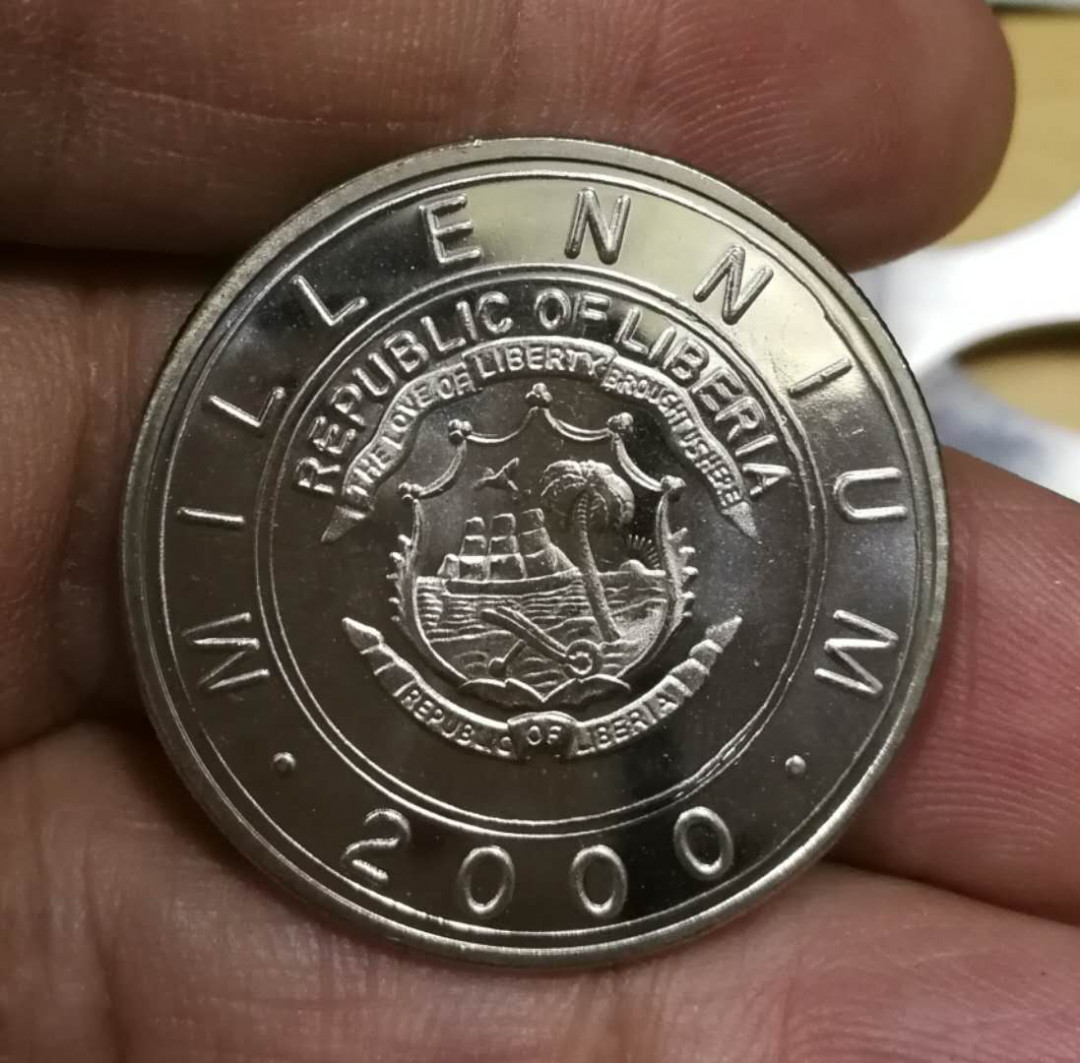 MILLENNIUM
REPUBLIC OF LIBERIA
THE LOVE OF LIBERTY BROUGHT US HERE
REPUBLIC OF LIBERIA
· 2000 ·